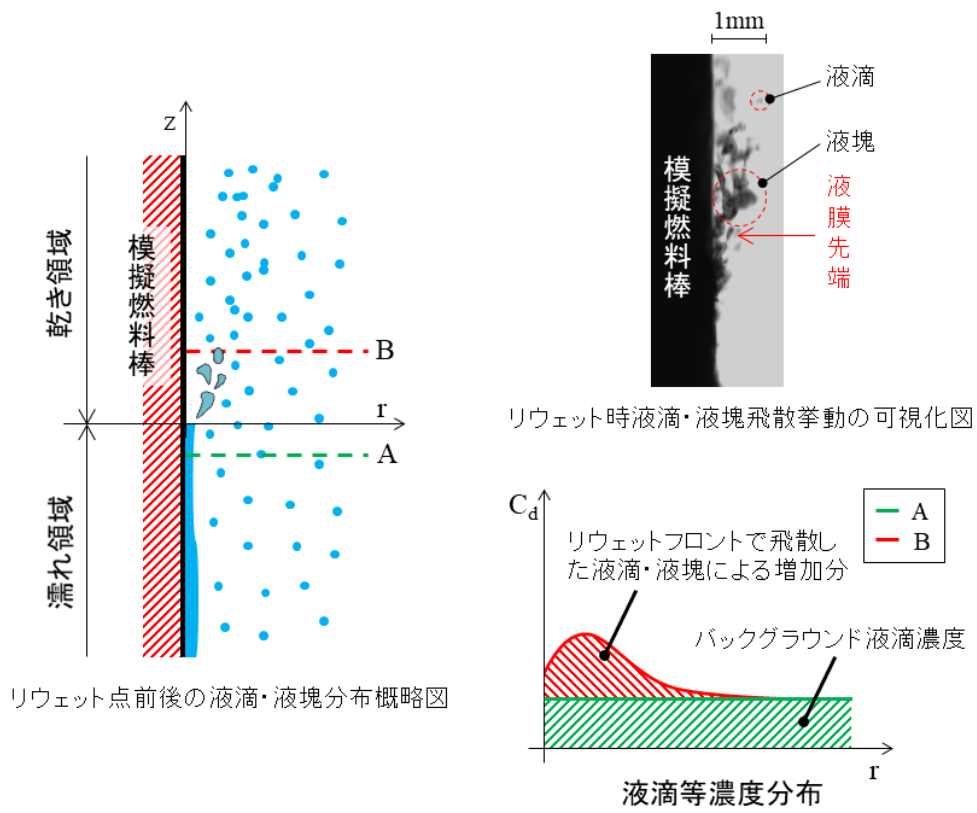 z
乾き領域
模擬燃料棒
B
r
A
濡れ領域
リウェット点前後の液滴・液塊分布概略図
1mm
液滴
液塊
液膜先端
模擬燃料棒
リウェット時液滴・液塊飛散挙動の可視化図
Cd
A
B
リウェットフロントで飛散し
た液滴・液塊による増加分
バックグラウンド液滴濃度
r
液滴等濃度分布